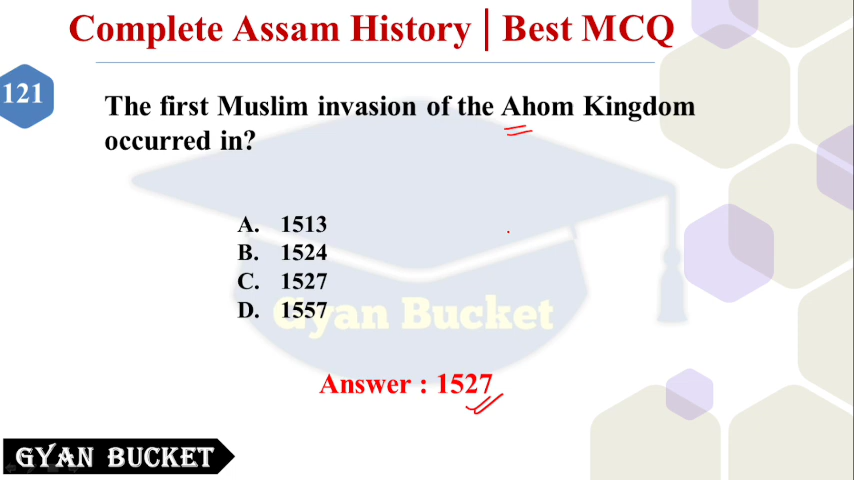 Complete Assam History | Best MCQ
121
The first Muslim invasion of the Ahom Kingdom
occurred in?
A. 1513
B. 1524
C. 1527
D. 1557
Gyan Bucket
Answer : 1527
GYAN BUCKET